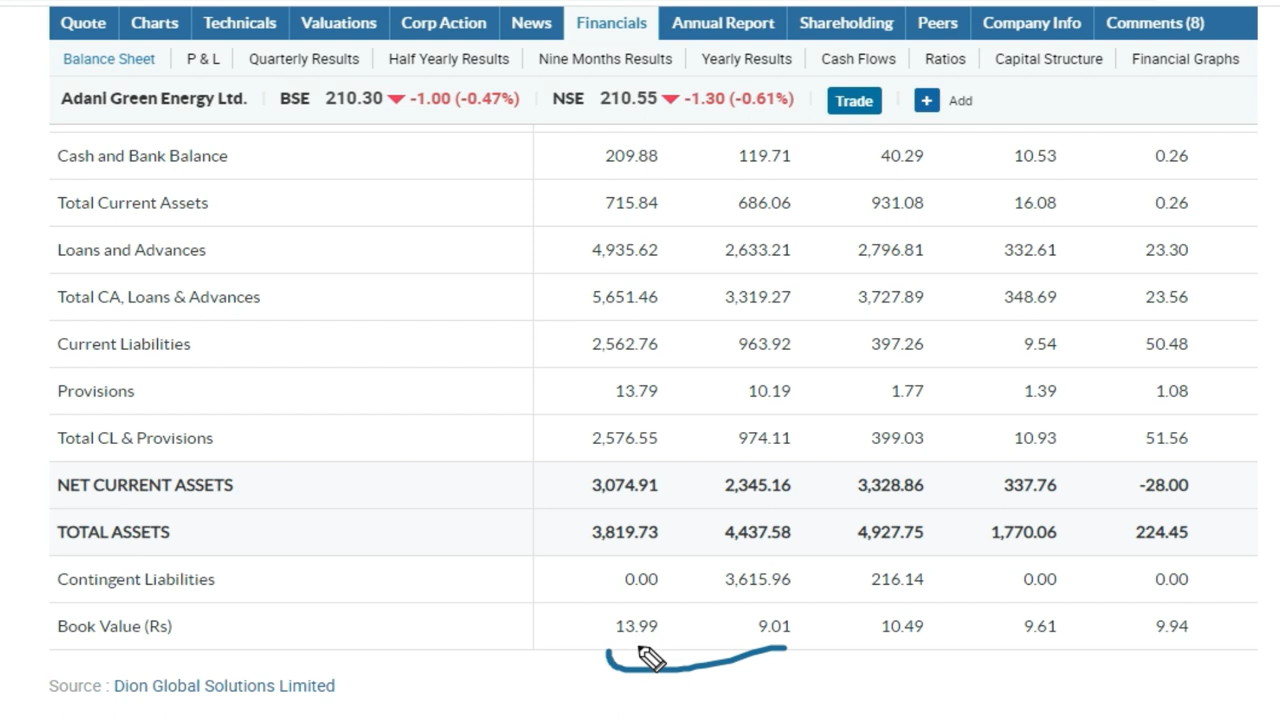 Quote Charts Technicals Valuations Corp Action News Financials Annual Report Shareholding Peers Company Info Comments (8)
Balance Sheet P & L Quarterly Results Half Yearly Results Nine Months Results Yearly Results Cash Flows Ratios Capital Structure Financial Graphs
Adani Green Energy Ltd. BSE 210.30 -1.00 (-0.47%) NSE 210.55 -1.30 (-0.61%) Trade + Add
Cash and Bank Balance 209.88 119.71 40.29 10.53 0.26
Total Current Assets 715.84 686.06 931.08 16.08 0.26
Loans and Advances 4,935.62 2,633.21 2,796.81 332.61 23.30
Total CA, Loans & Advances 5,651.46 3,319.27 3,727.89 348.69 23.56
Current Liabilities 2,562.76 963.92 397.26 9.54 50.48
Provisions 13.79 10.19 1.77 1.39 1.08
Total CL & Provisions 2,576.55 974.11 399.03 10.93 51.56
NET CURRENT ASSETS 3,074.91 2,345.16 3,328.86 337.76 -28.00
TOTAL ASSETS 3,819.73 4,437.58 4,927.75 1,770.06 224.45
Contingent Liabilities 0.00 3,615.96 216.14 0.00 0.00
Book Value (Rs) 13.99 9.01 10.49 9.61 9.94
Source : Dion Global Solutions Limited